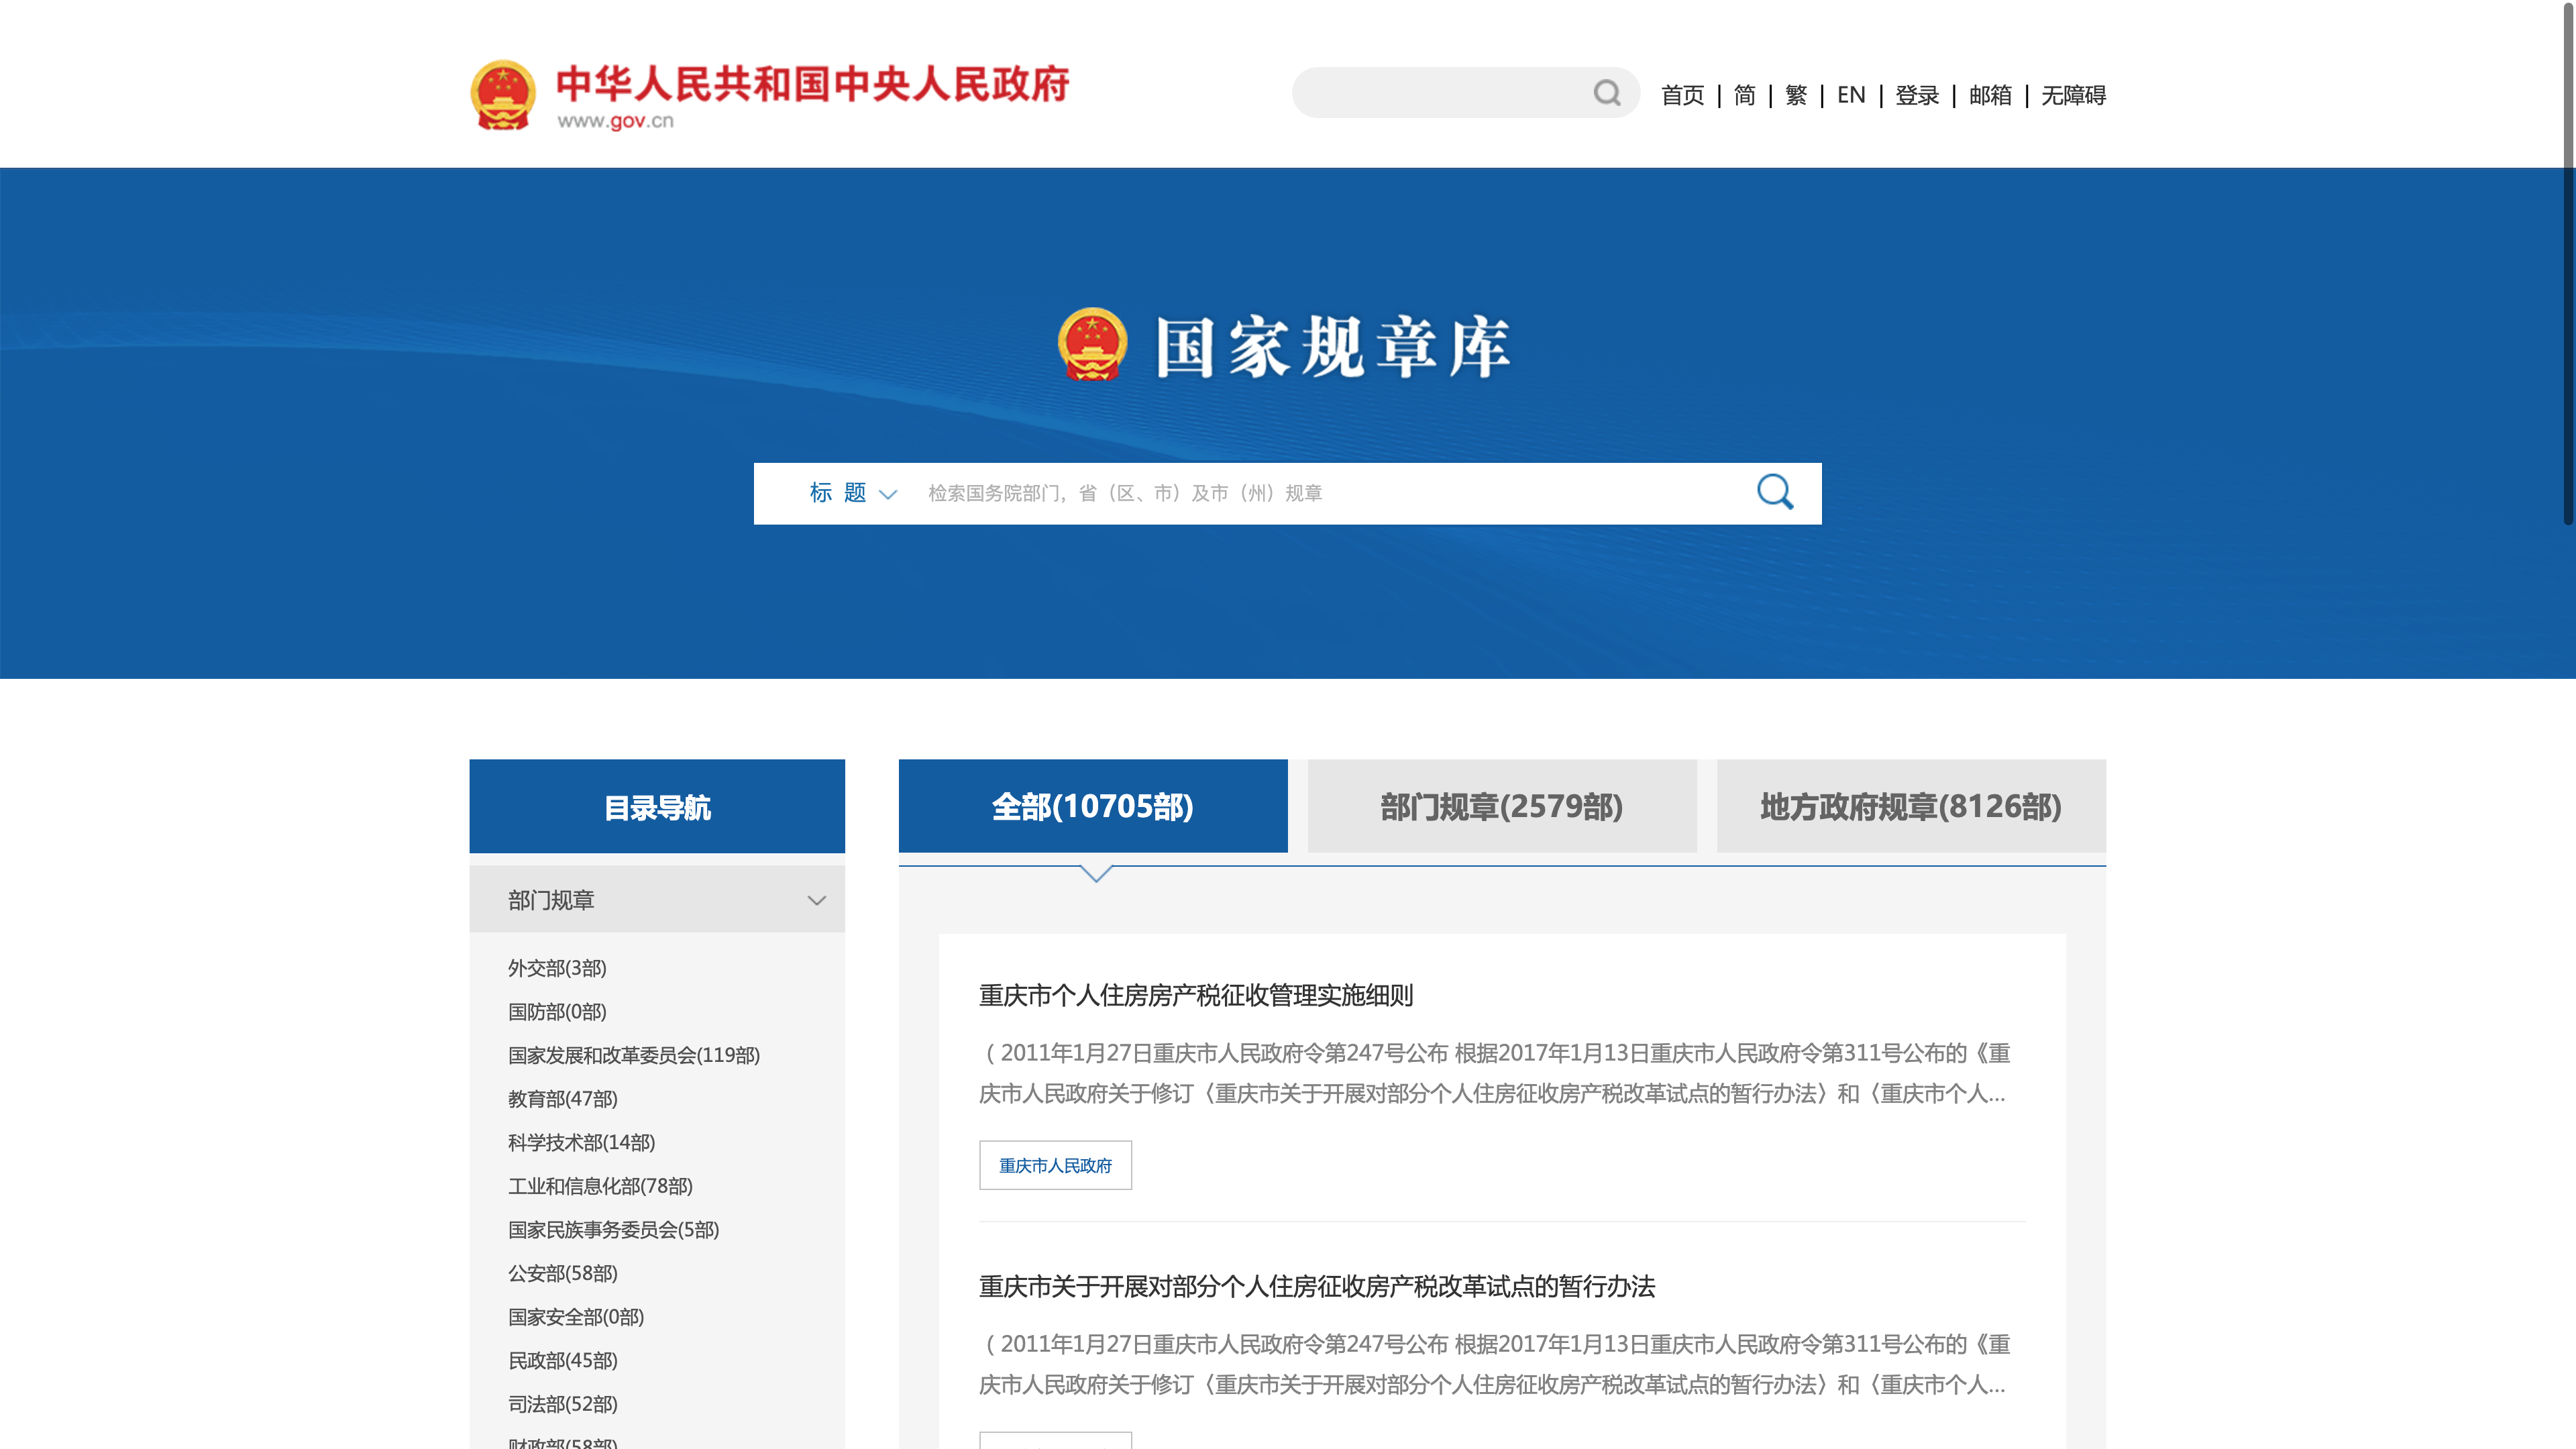 中华人民共和国中央人民政府
www.gov.cn
首页 | 简 | 繁 | EN | 登录 | 邮箱 | 无障碍
国家规章库
标 题 检索国务院部门，省（区、市）及市（州）规章
目录导航
全部(10705部) 部门规章(2579部) 地方政府规章(8126部)
部门规章
外交部(3部)
国防部(0部)
国家发展和改革委员会(119部)
教育部(47部)
科学技术部(14部)
工业和信息化部(78部)
国家民族事务委员会(5部)
公安部(58部)
国家安全部(0部)
民政部(45部)
司法部(52部)
财政部(58部)
重庆市个人住房房产税征收管理实施细则
（ 2011年1月27日重庆市人民政府令第247号公布 根据2017年1月13日重庆市人民政府令第311号公布的《重
庆市人民政府关于修订〈重庆市关于开展对部分个人住房征收房产税改革试点的暂行办法〉和〈重庆市个人...
重庆市人民政府
重庆市关于开展对部分个人住房征收房产税改革试点的暂行办法
（ 2011年1月27日重庆市人民政府令第247号公布 根据2017年1月13日重庆市人民政府令第311号公布的《重
庆市人民政府关于修订〈重庆市关于开展对部分个人住房征收房产税改革试点的暂行办法〉和〈重庆市个人...